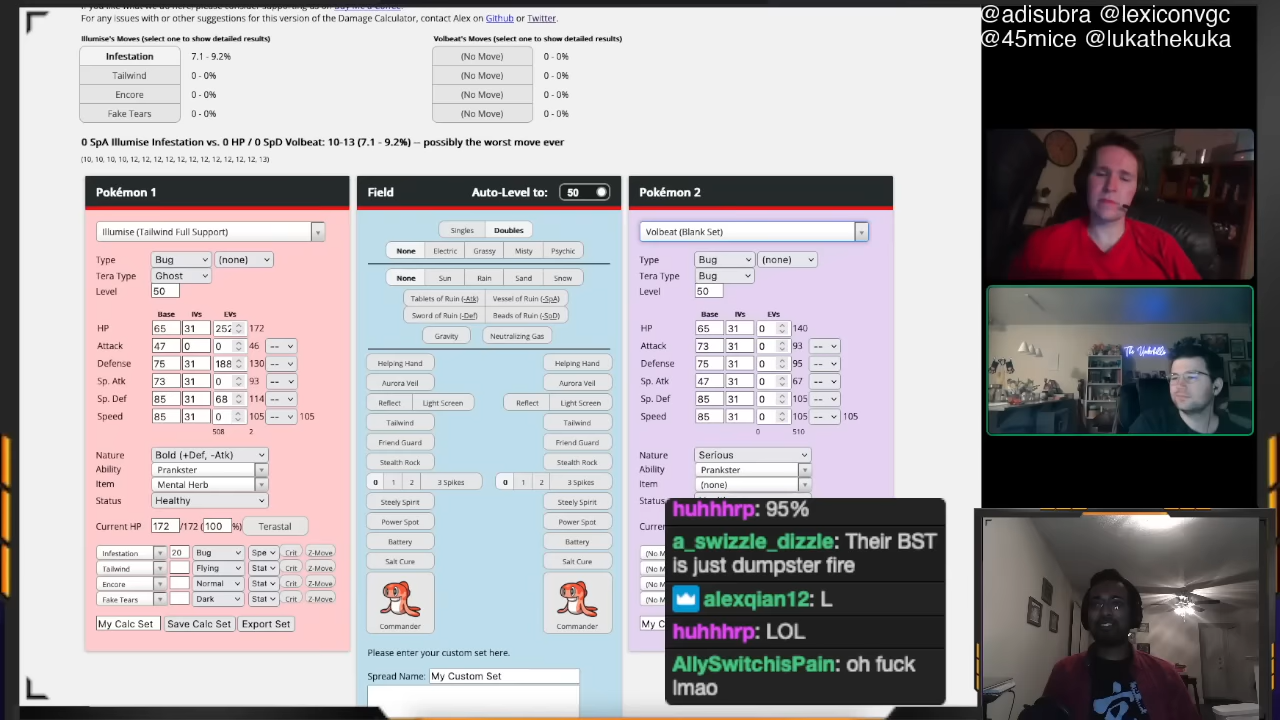 For any issues with or other suggestions for this version of the Damage Calculator, contact Alex on Github or Twitter.
@adisubra @lexiconvgc
@45mice @lukathekuka
Illumise's Moves (select one to show detailed results)
Infestation 7.1 - 9.2%
Tailwind 0 - 0%
Encore 0 - 0%
Fake Tears 0 - 0%
Volbeat's Moves (select one to show detailed results)
(No Move) 0 - 0%
(No Move) 0 - 0%
(No Move) 0 - 0%
(No Move) 0 - 0%
0 SpA Illumise Infestation vs. 0 HP / 0 SpD Volbeat: 10-13 (7.1 - 9.2%) -- possibly the worst move ever
(10, 10, 10, 10, 12, 12, 12, 12, 12, 12, 12, 12, 12, 12, 12, 13)
Pokémon 1
Illumise (Tailwind Full Support)
Type Bug (none)
Tera Type Ghost
Level 50
Base IVs EVs
HP 65 31 252 172
Attack 47 0 0 46 --
Defense 75 31 188 130 --
Sp. Atk 73 31 0 93 --
Sp. Def 85 31 68 114 --
Speed 85 31 0 105 -- 105
508 2
Nature Bold (+Def, -Atk)
Ability Prankster
Item Mental Herb
Status Healthy
Current HP 172 /172 (100 %) Terastal
Infestation 20 Bug Spe Crit Z-Move
Tailwind Flying Stat Crit Z-Move
Encore Normal Stat Crit Z-Move
Fake Tears Dark Stat Crit Z-Move
My Calc Set Save Calc Set Export Set
Field Auto-Level to: 50
Singles Doubles
None Electric Grassy Misty Psychic
None Sun Rain Sand Snow
Tablets of Ruin (-Atk) Vessel of Ruin (-SpA)
Sword of Ruin (-Def) Beads of Ruin (-SpD)
Gravity Neutralizing Gas
Helping Hand Helping Hand
Aurora Veil Aurora Veil
Reflect Light Screen Reflect Light Screen
Tailwind Tailwind
Friend Guard Friend Guard
Stealth Rock Stealth Rock
0 1 2 3 Spikes 0 1 2 3 Spikes
Steely Spirit Steely Spirit
Power Spot Power Spot
Battery Battery
Salt Cure Salt Cure
Commander Commander
Please enter your custom set here.
Spread Name: My Custom Set
Pokémon 2
Volbeat (Blank Set)
Type Bug (none)
Tera Type Bug
Level 50
Base IVs EVs
HP 65 31 0 140
Attack 73 31 0 93 --
Defense 75 31 0 95 --
Sp. Atk 47 31 0 67 --
Sp. Def 85 31 0 105 --
Speed 85 31 0 105 -- 105
0 510
Nature Serious
Ability Prankster
Item (none)
Status
Curre
(No M
(No M
(No M
(No M
My C
huhhhrp: 95%
a_swizzle_dizzle: Their BST
is just dumpster fire
alexqian12: L
huhhhrp: LOL
AllySwitchisPain: oh fuck
lmao
The Underhills